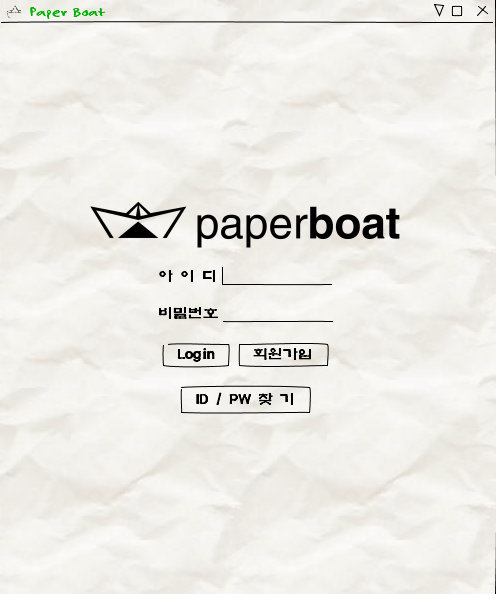 Paper Boat
paperboat
아 이 디
비밀번호
Login 회원가입
ID / PW 찾 기